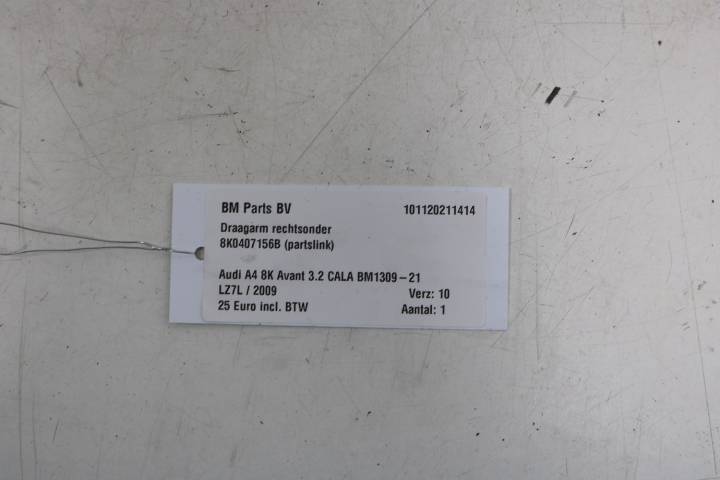 BM Parts BV 101120211414
Draagarm rechtsonder
8K0407156B (partslink)
Audi A4 8K Avant 3.2 CALA BM1309-21
LZ7L / 2009 Verz: 10
25 Euro incl. BTW Aantal: 1